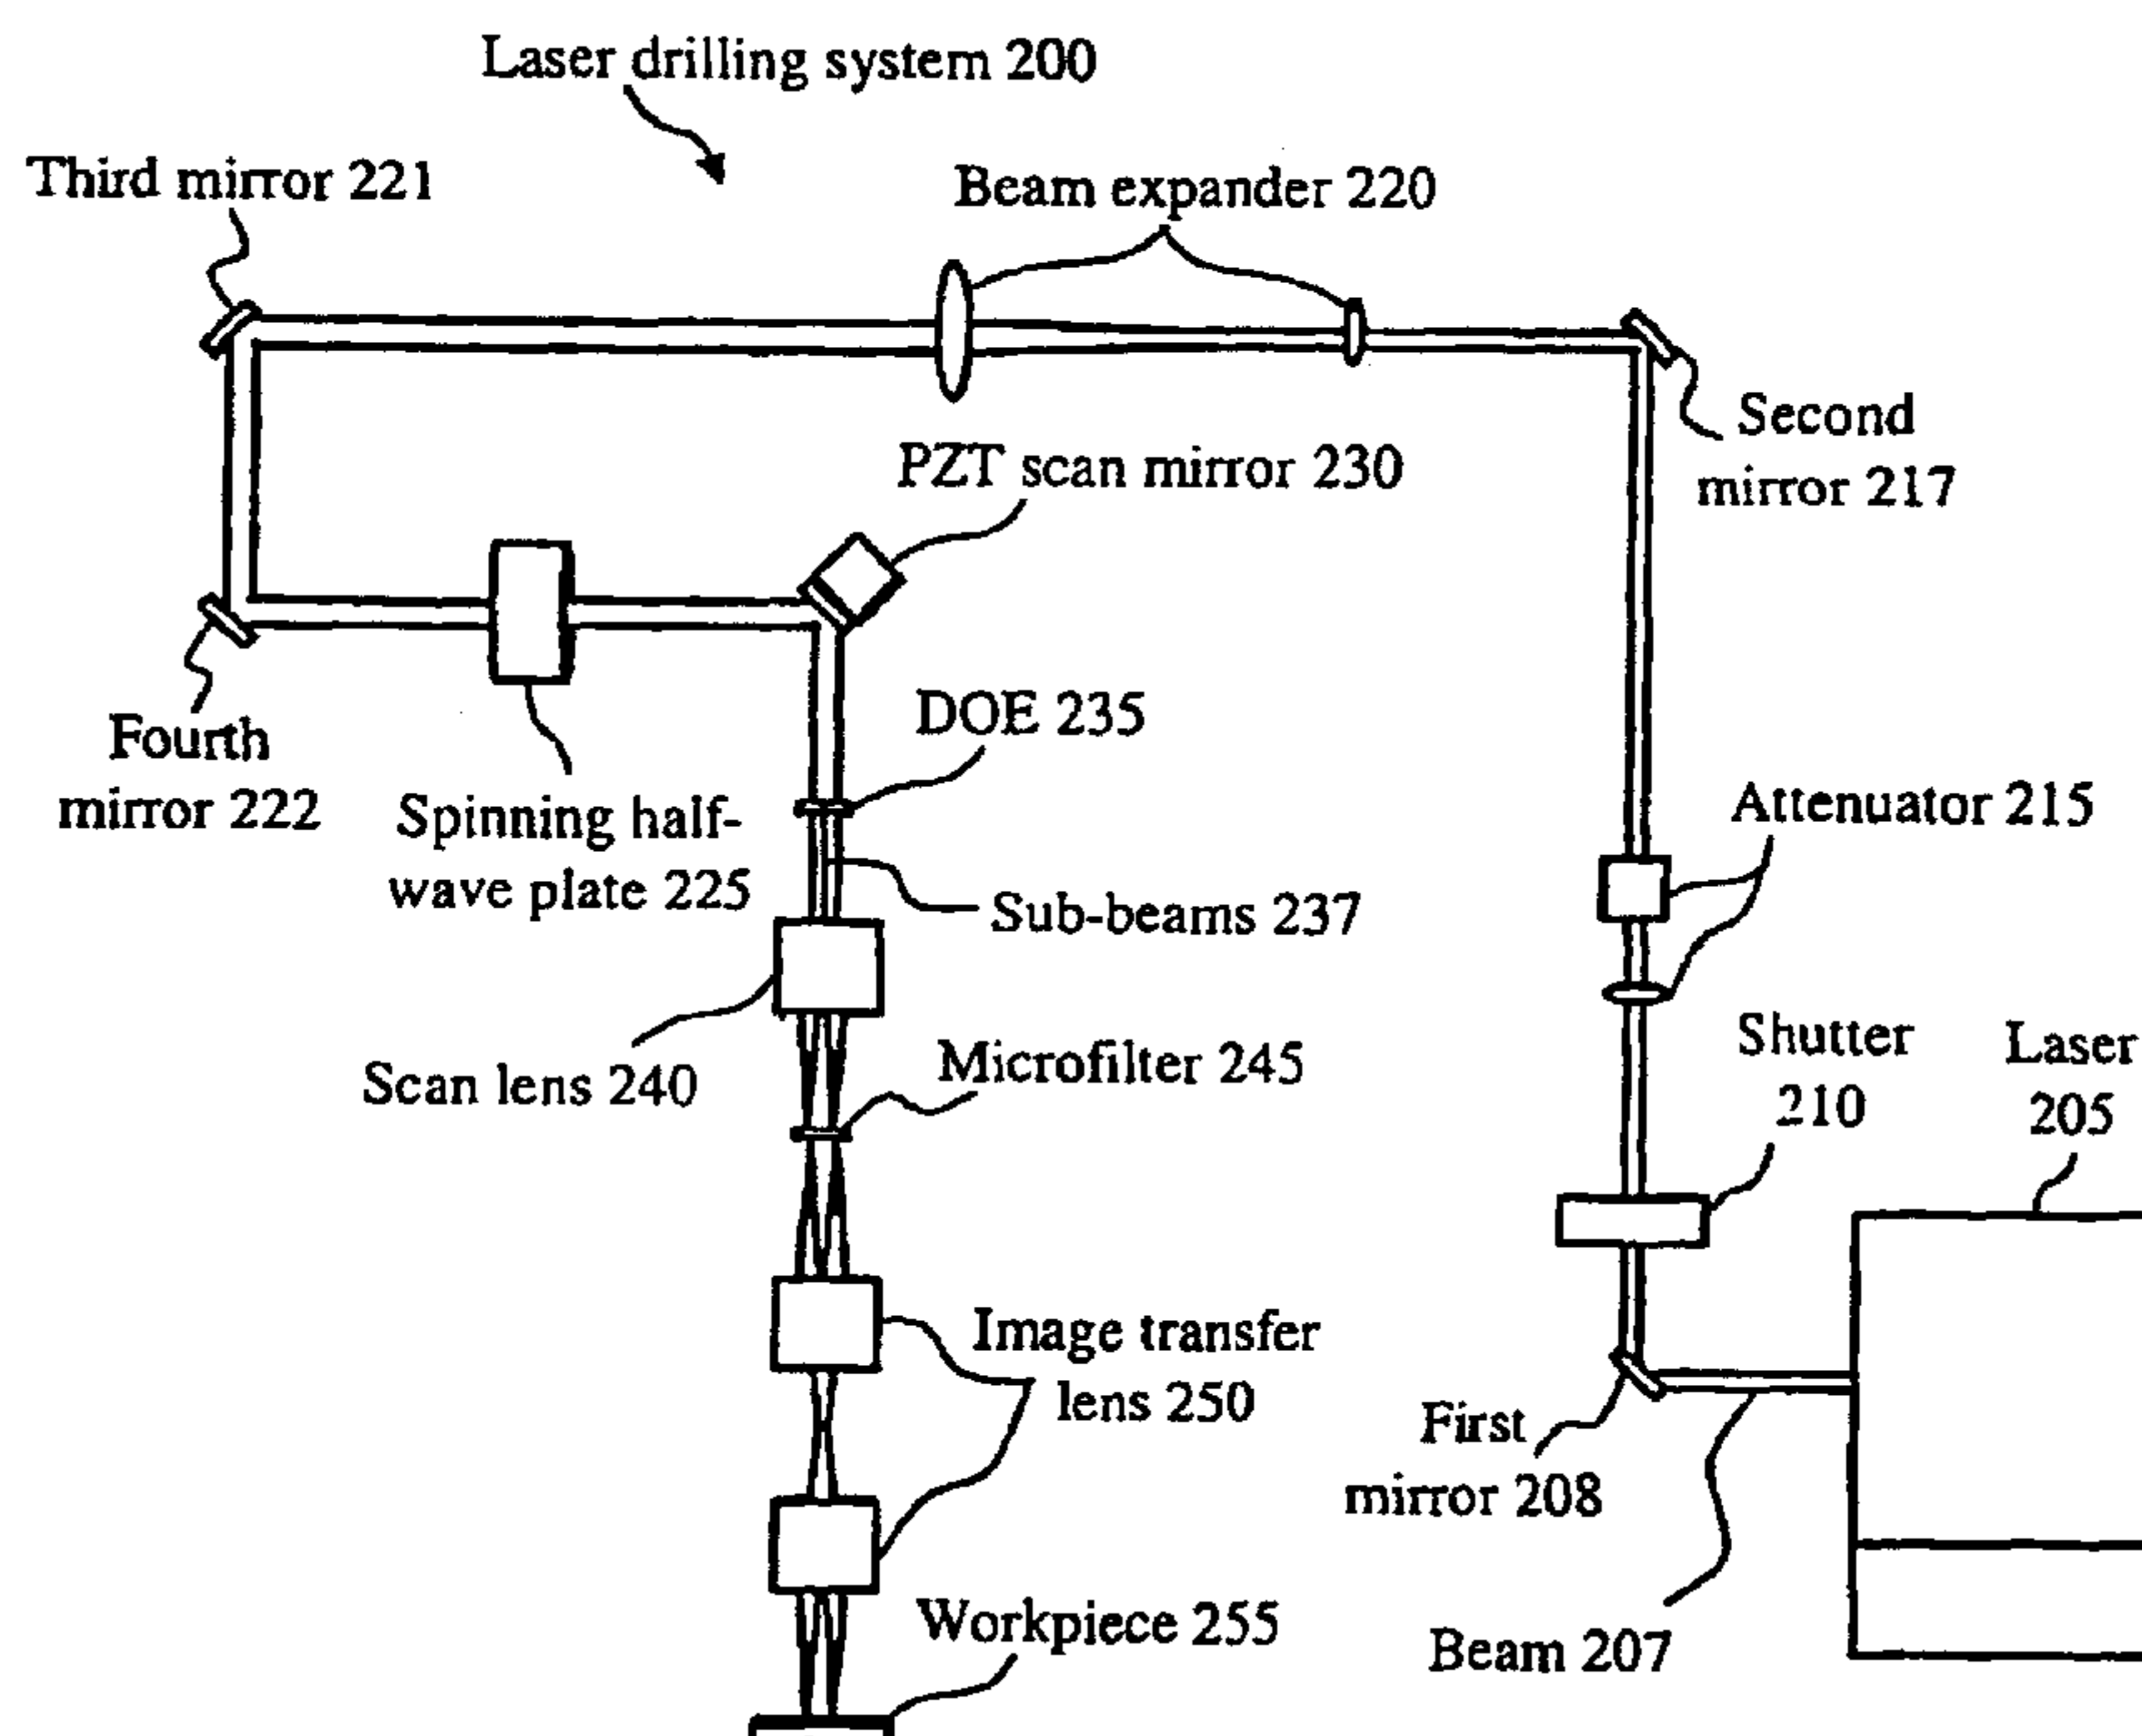 Laser drilling system 200
Third mirror 221
Beam expander 220
Second
mirror 217
PZT scan mirror 230
DOE 235
Fourth
mirror 222
Spinning half-
wave plate 225
Attenuator 215
Sub-beams 237
Scan lens 240
Microfilter 245
Shutter
210
Laser
205
Image transfer
lens 250
First
mirror 208
Workpiece 255
Beam 207